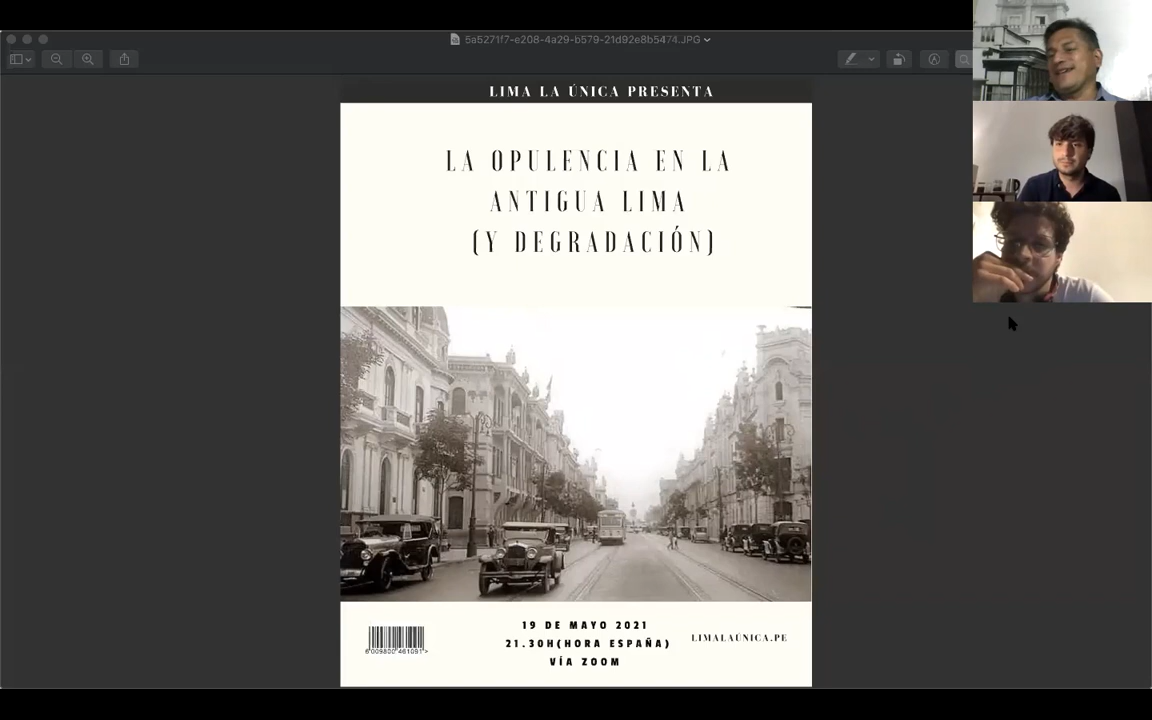 5a5271f7-e208-4a29-b579-21d92e8b5474.JPG
LIMA LA ÚNICA PRESENTA
LA OPULENCIA EN LA
ANTIGUA LIMA
(Y DEGRADACIÓN)
19 DE MAYO 2021
21.30H(HORA ESPAÑA)
VÍA ZOOM
LIMALAÚNICA.PE